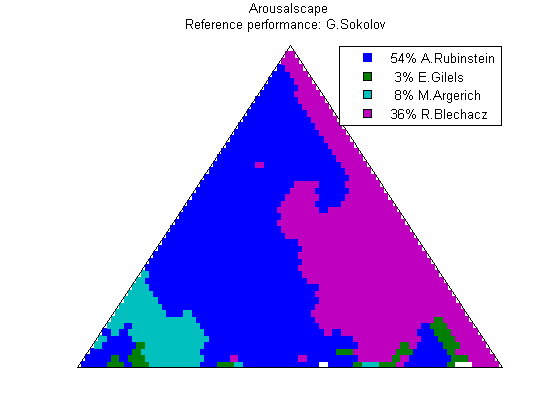 Arousalscape
Reference performance: G.Sokolov
54% A.Rubinstein
3% E.Gilels
8% M.Argerich
36% R.Blechacz